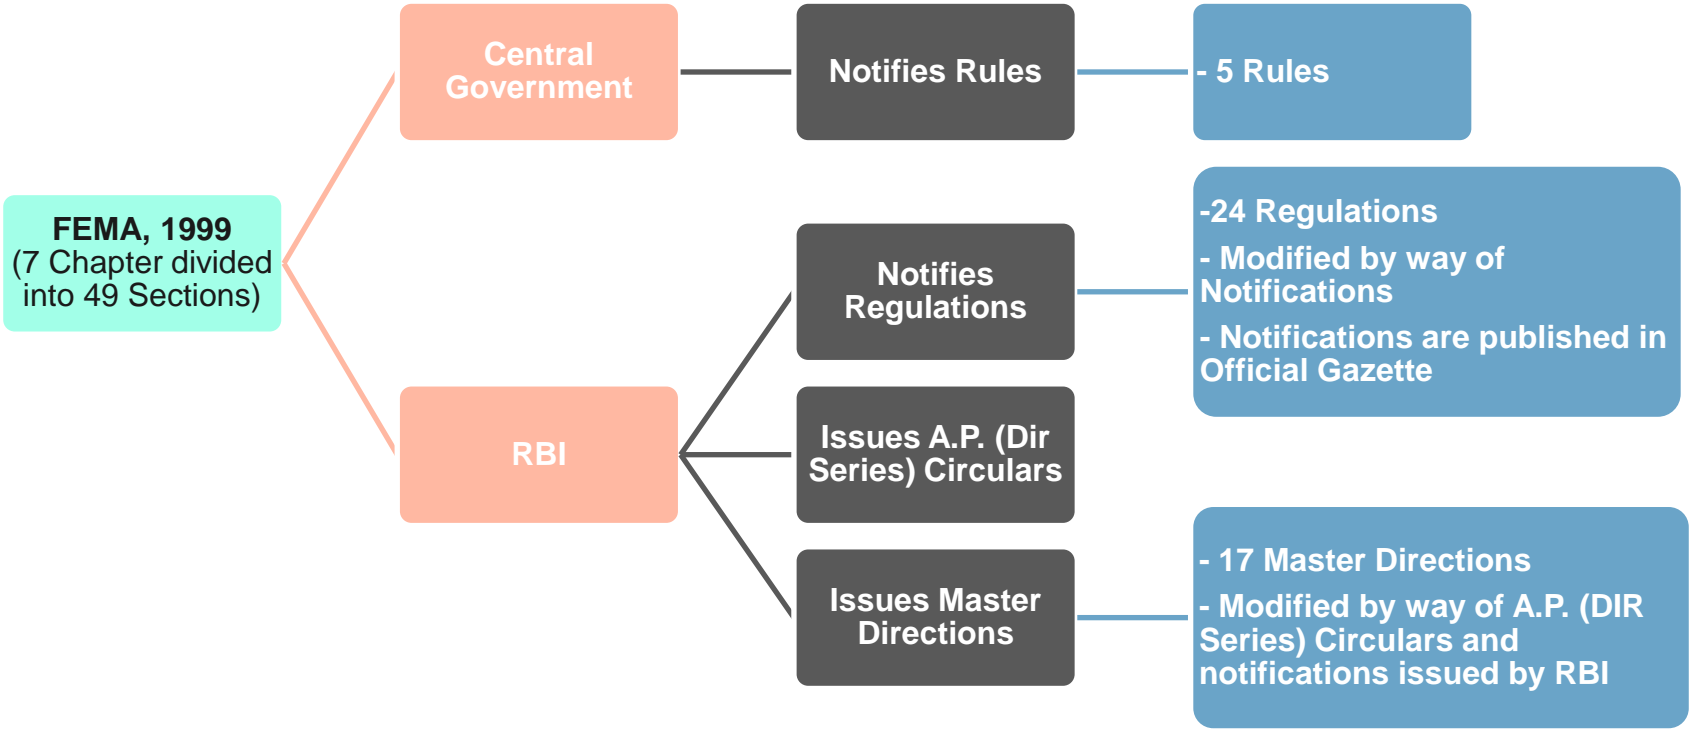 FEMA, 1999
(7 Chapter divided
into 49 Sections)
Central
Government
Notifies Rules
- 5 Rules
RBI
Notifies
Regulations
-24 Regulations
- Modified by way of
Notifications
- Notifications are published in
Official Gazette
Issues A.P. (Dir
Series) Circulars
Issues Master
Directions
- 17 Master Directions
- Modified by way of A.P. (DIR
Series) Circulars and
notifications issued by RBI